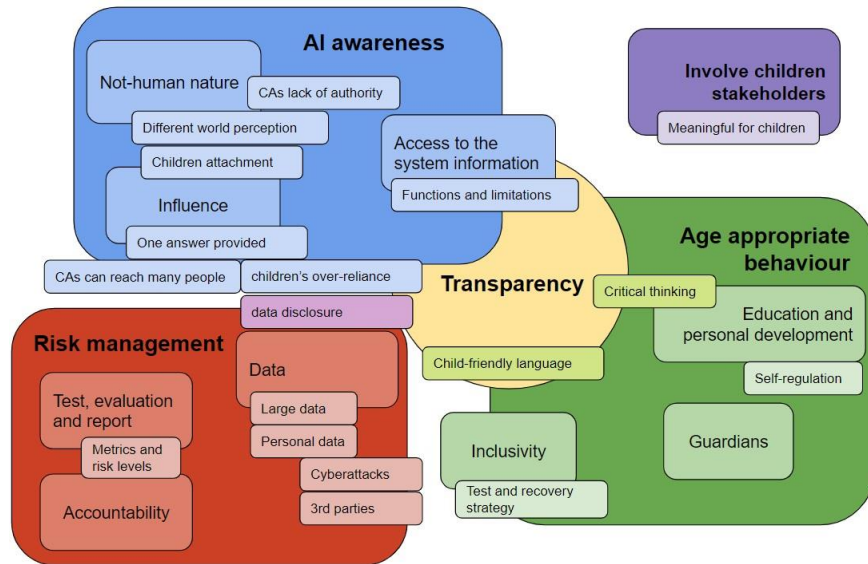 AI awareness
Not-human nature
CAs lack of authority
Different world perception
Children attachment
Access to the
system information
Functions and limitations
Influence
One answer provided
CAs can reach many people
children's over-reliance
data disclosure
Involve children
stakeholders
Meaningful for children
Transparency
Critical thinking
Child-friendly language
Age appropriate
behaviour
Education and
personal development
Self-regulation
Guardians
Inclusivity
Test and recovery
strategy
Risk management
Data
Large data
Personal data
Cyberattacks
3rd parties
Test, evaluation
and report
Metrics and
risk levels
Accountability